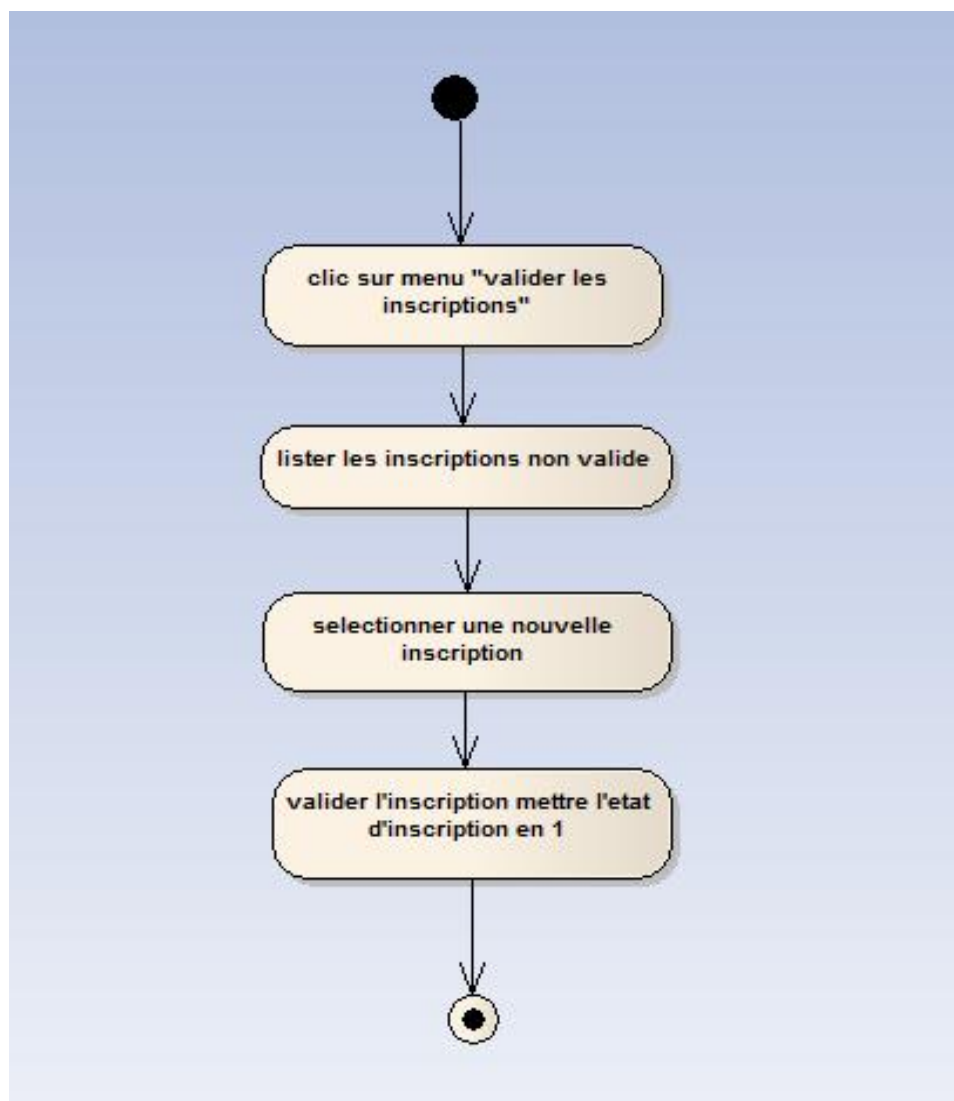 clic sur menu "valider les
inscriptions"
lister les inscriptions non valide
selectionner une nouvelle
inscription
valider l'inscription mettre l'etat
d'inscription en 1